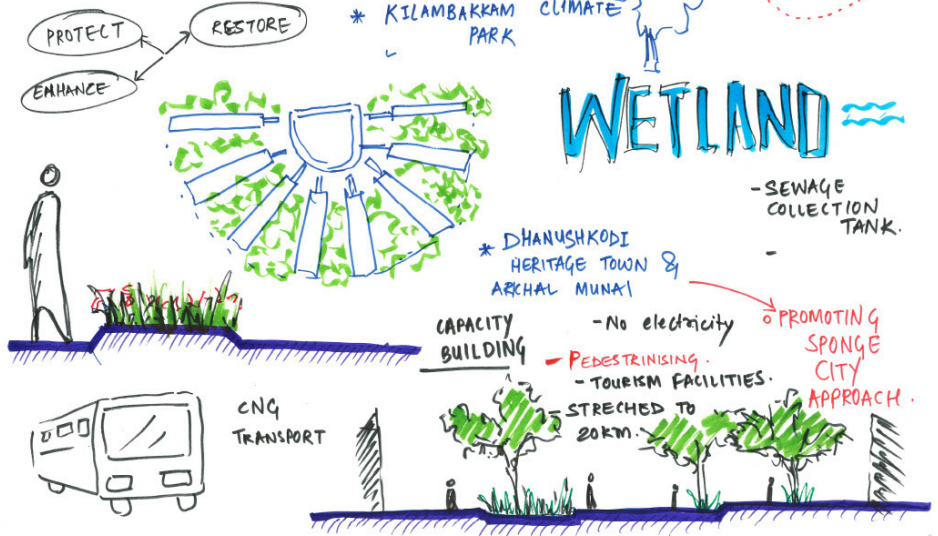 PROTECT
RESTORE
ENHANCE
* KILAMBAKKAM CLIMATE
PARK
WETLAND
- SEWAGE
COLLECTION
TANK.
-
* DHANUSHKODI
HERITAGE TOWN &
ARICHAL MUNAI
CAPACITY
BUILDING
- No electricity
- PEDESTRINISING.
- TOURISM FACILITIES.
- STRECHED TO
20KM.
PROMOTING
SPONGE
CITY
APPROACH.
CNG
TRANSPORT